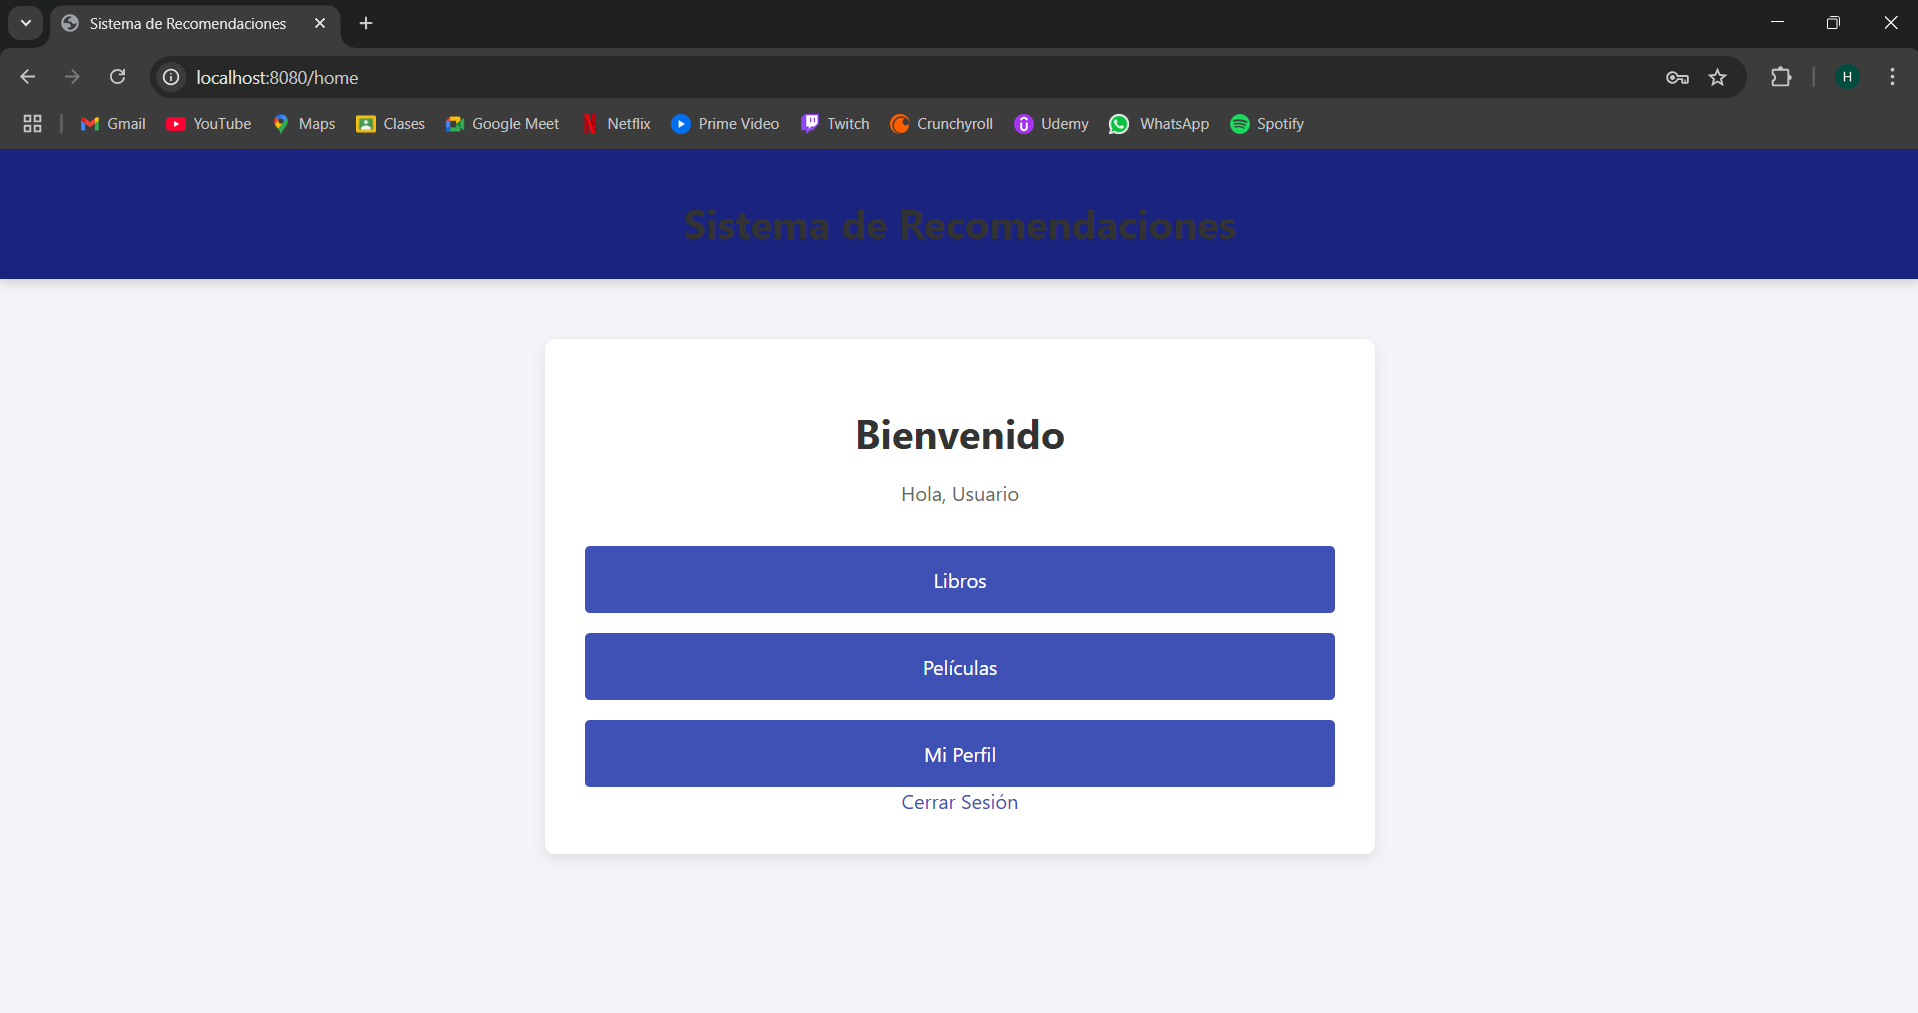 Sistema de Recomendaciones
localhost:8080/home
H
Gmail YouTube Maps Clases Google Meet Netflix Prime Video Twitch Crunchyroll Udemy WhatsApp Spotify
Sistema de Recomendaciones
Bienvenido
Hola, Usuario
Libros
Películas
Mi Perfil
Cerrar Sesión